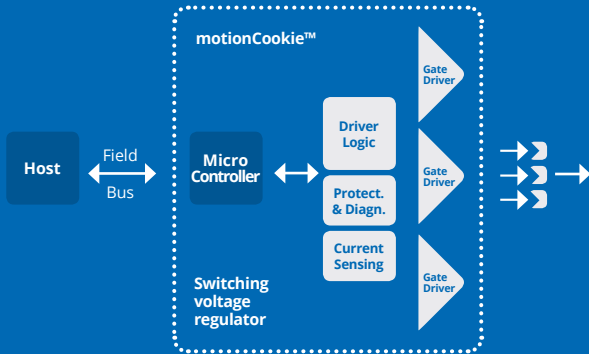 motionCookie™
Gate
Driver
Host
Field
Bus
Micro
Controller
Driver
Logic
Protect.
& Diagn.
Current
Sensing
Gate
Driver
Gate
Driver
Switching
voltage
regulator